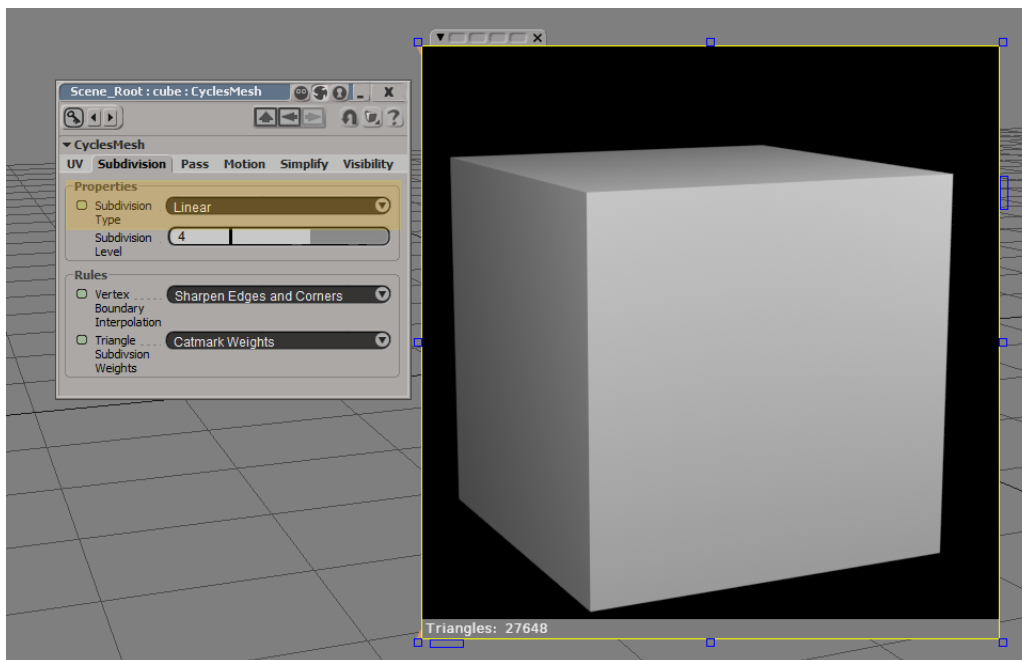 Scene_Root : cube : CyclesMesh
X
?
CyclesMesh
UV Subdivision Pass Motion Simplify Visibility
Properties
Subdivision Type
Linear
Subdivision Level
4
Rules
Vertex Boundary Interpolation
Sharpen Edges and Corners
Triangle Subdivsion Weights
Catmark Weights
Triangles: 27648